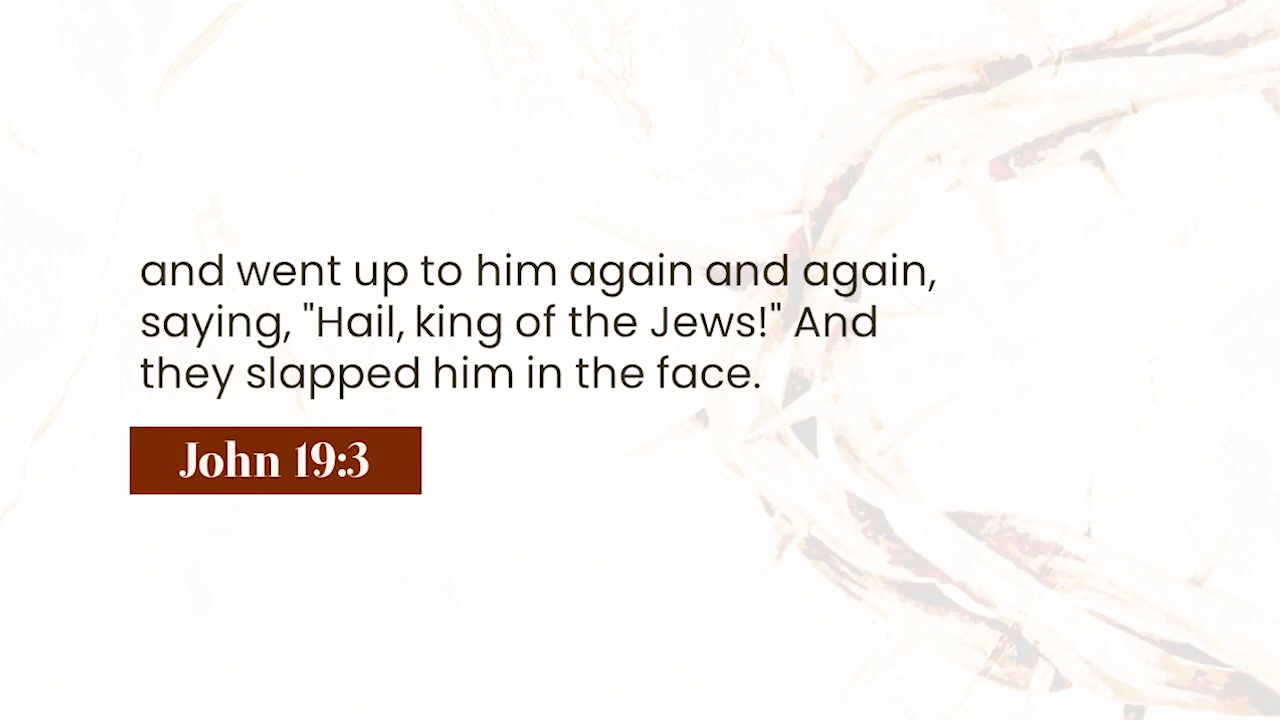 and went up to him again and again,
saying, "Hail, king of the Jews!" And
they slapped him in the face.
John 19:3